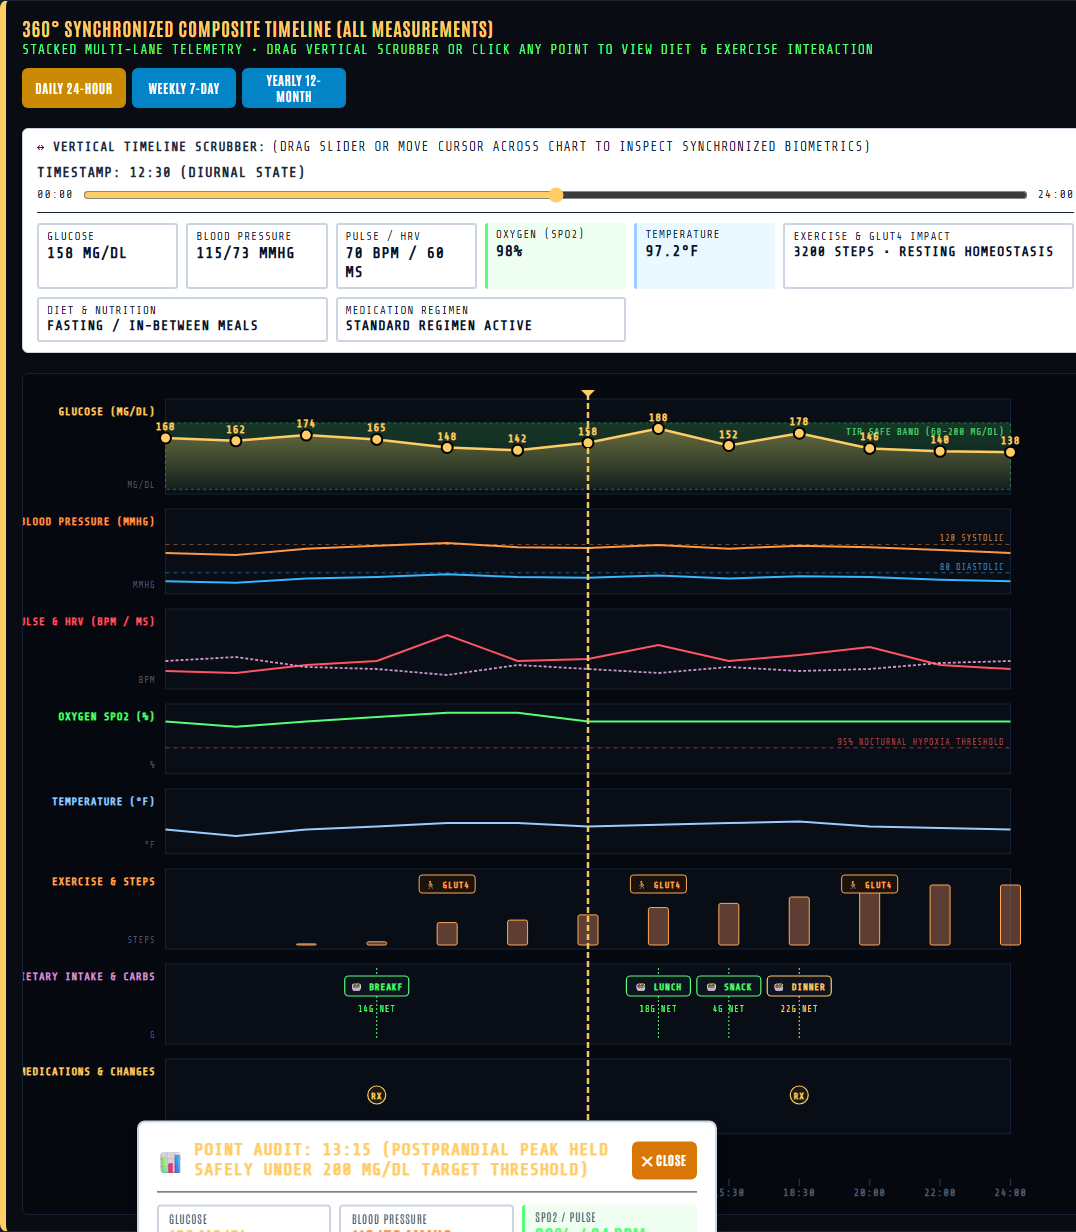 360° SYNCHRONIZED COMPOSITE TIMELINE (ALL MEASUREMENTS)
STACKED MULTI-LANE TELEMETRY · DRAG VERTICAL SCRUBBER OR CLICK ANY POINT TO VIEW DIET & EXERCISE INTERACTION
DAILY 24-HOUR
WEEKLY 7-DAY
YEARLY 12-
MONTH
↔ VERTICAL TIMELINE SCRUBBER: (DRAG SLIDER OR MOVE CURSOR ACROSS CHART TO INSPECT SYNCHRONIZED BIOMETRICS)
TIMESTAMP: 12:30 (DIURNAL STATE)
00:00
24:00
GLUCOSE
158 MG/DL
BLOOD PRESSURE
115/73 MMHG
PULSE / HRV
70 BPM / 60
MS
OXYGEN (SPO2)
98%
TEMPERATURE
97.2°F
EXERCISE & GLUT4 IMPACT
3200 STEPS · RESTING HOMEOSTASIS
DIET & NUTRITION
FASTING / IN-BETWEEN MEALS
MEDICATION REGIMEN
STANDARD REGIMEN ACTIVE
GLUCOSE (MG/DL)
168 162 174 165 148 142 158 188 152 178 146 140 138
TIR SAFE BAND (60-200 MG/DL)
MG/DL
BLOOD PRESSURE (MMHG)
120 SYSTOLIC
80 DIASTOLIC
MMHG
ULSE & HRV (BPM / MS)
BPM
OXYGEN SPO2 (%)
95% NOCTURNAL HYPOXIA THRESHOLD
%
TEMPERATURE (°F)
°F
EXERCISE & STEPS
GLUT4
GLUT4
GLUT4
STEPS
IETARY INTAKE & CARBS
BREAKF
LUNCH
SNACK
DINNER
14G NET
18G NET
4G NET
22G NET
G
MEDICATIONS & CHANGES
RX
RX
POINT AUDIT: 13:15 (POSTPRANDIAL PEAK HELD
SAFELY UNDER 200 MG/DL TARGET THRESHOLD)
✕ CLOSE
5:30 18:30 20:00 22:00 24:00
GLUCOSE
BLOOD PRESSURE
SPO2 / PULSE